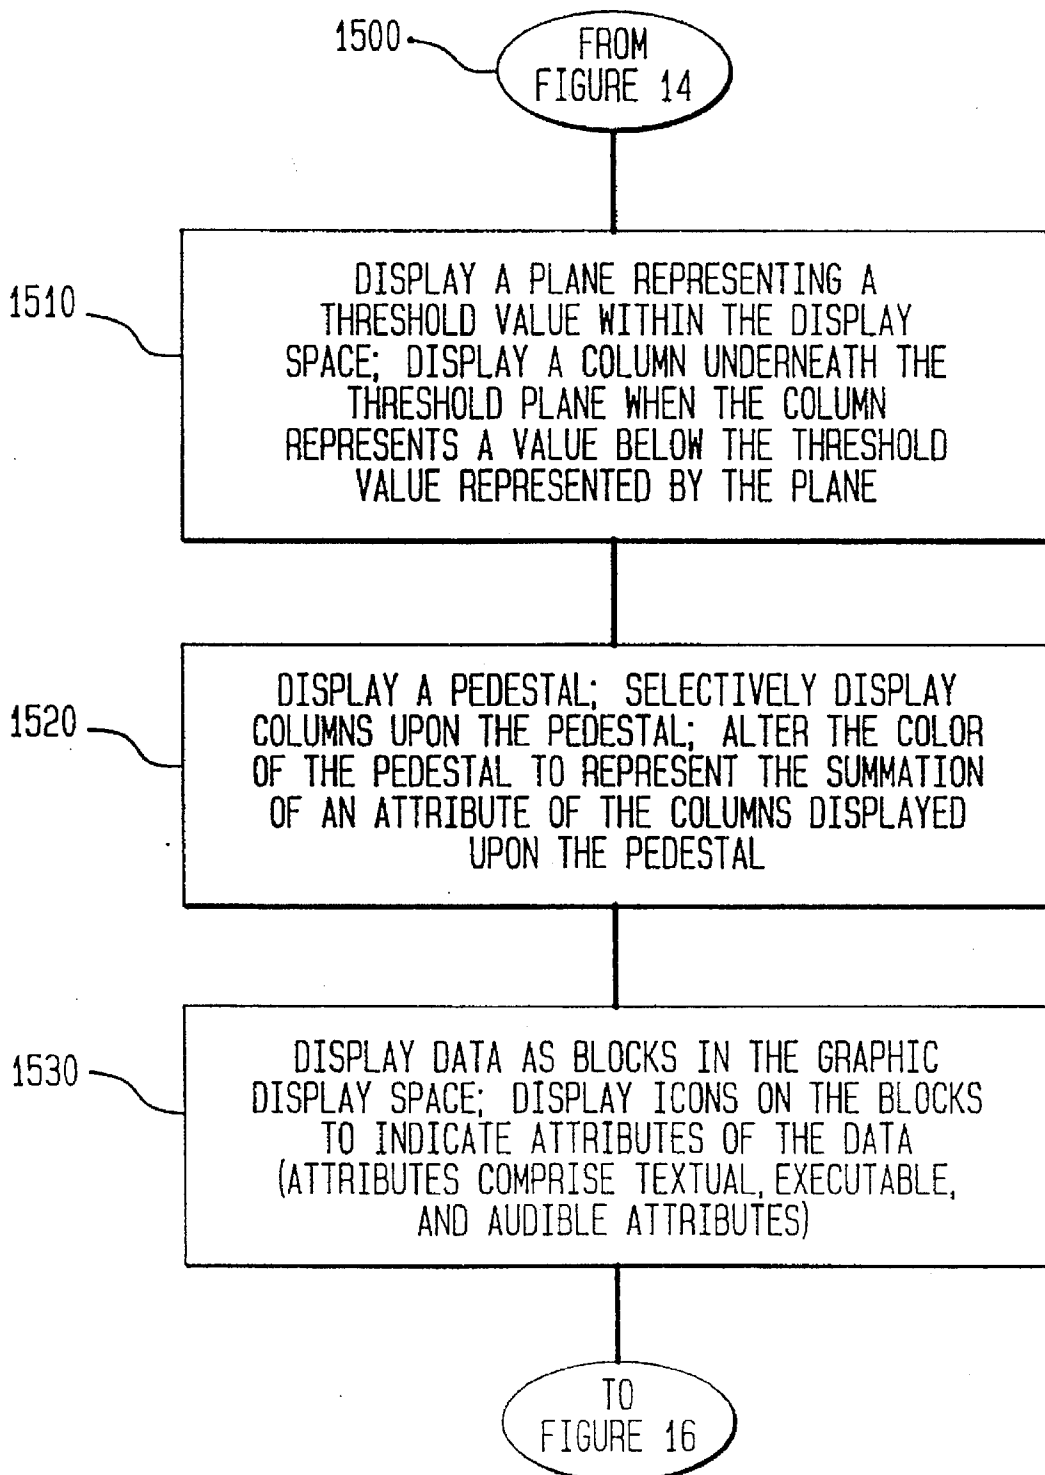 1500
FROM
FIGURE 14
1510
DISPLAY A PLANE REPRESENTING A
THRESHOLD VALUE WITHIN THE DISPLAY
SPACE; DISPLAY A COLUMN UNDERNEATH THE
THRESHOLD PLANE WHEN THE COLUMN
REPRESENTS A VALUE BELOW THE THRESHOLD
VALUE REPRESENTED BY THE PLANE
1520
DISPLAY A PEDESTAL; SELECTIVELY DISPLAY
COLUMNS UPON THE PEDESTAL; ALTER THE COLOR
OF THE PEDESTAL TO REPRESENT THE SUMMATION
OF AN ATTRIBUTE OF THE COLUMNS DISPLAYED
UPON THE PEDESTAL
1530
DISPLAY DATA AS BLOCKS IN THE GRAPHIC
DISPLAY SPACE; DISPLAY ICONS ON THE BLOCKS
TO INDICATE ATTRIBUTES OF THE DATA
(ATTRIBUTES COMPRISE TEXTUAL, EXECUTABLE,
AND AUDIBLE ATTRIBUTES)
TO
FIGURE 16